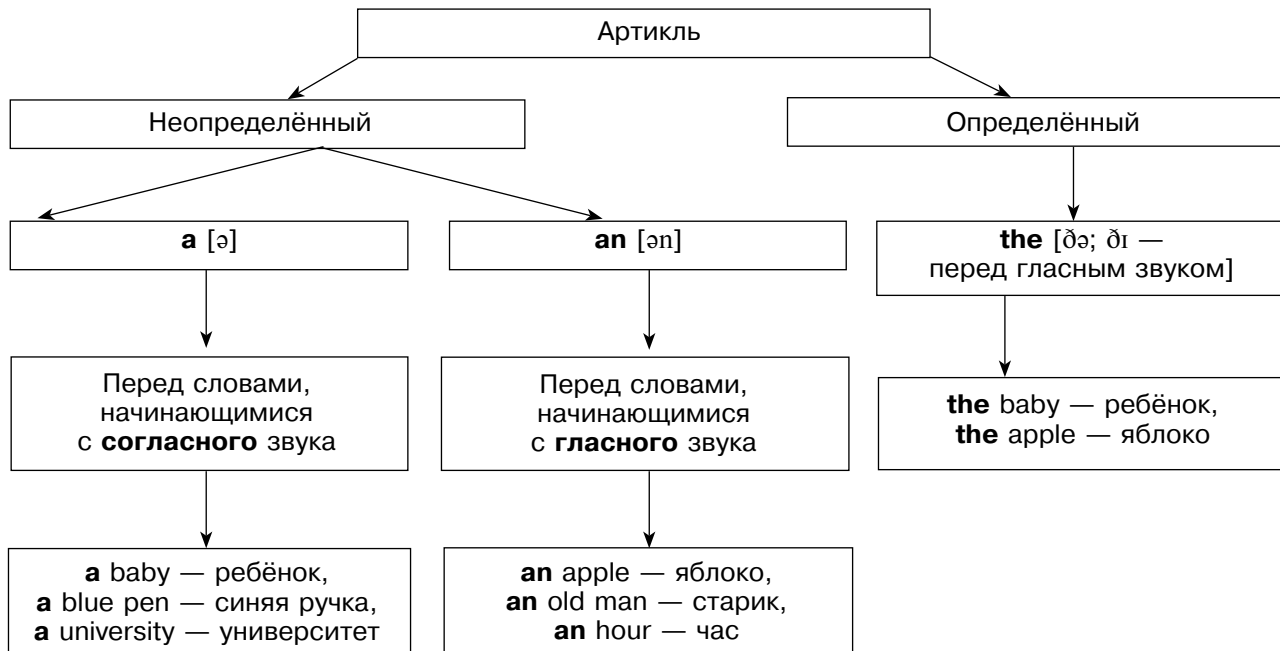 Артикль
Неопределённый
Определённый
a [ə]
an [ən]
the [ðə; ðɪ —
перед гласным звуком]
Перед словами,
начинающимися
с согласного звука
Перед словами,
начинающимися
с гласного звука
the baby — ребёнок,
the apple — яблоко
a baby — ребёнок,
a blue pen — синяя ручка,
a university — университет
an apple — яблоко,
an old man — старик,
an hour — час